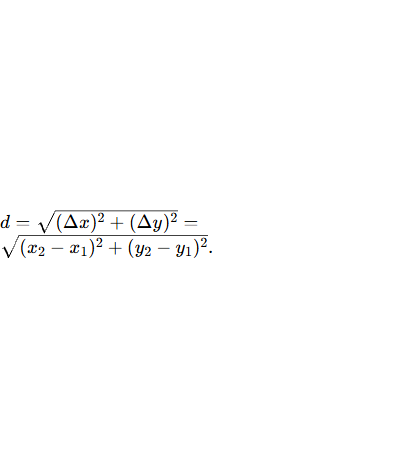 d = √((Δx)² + (Δy)²) =
√((x₂ − x₁)² + (y₂ − y₁)²).